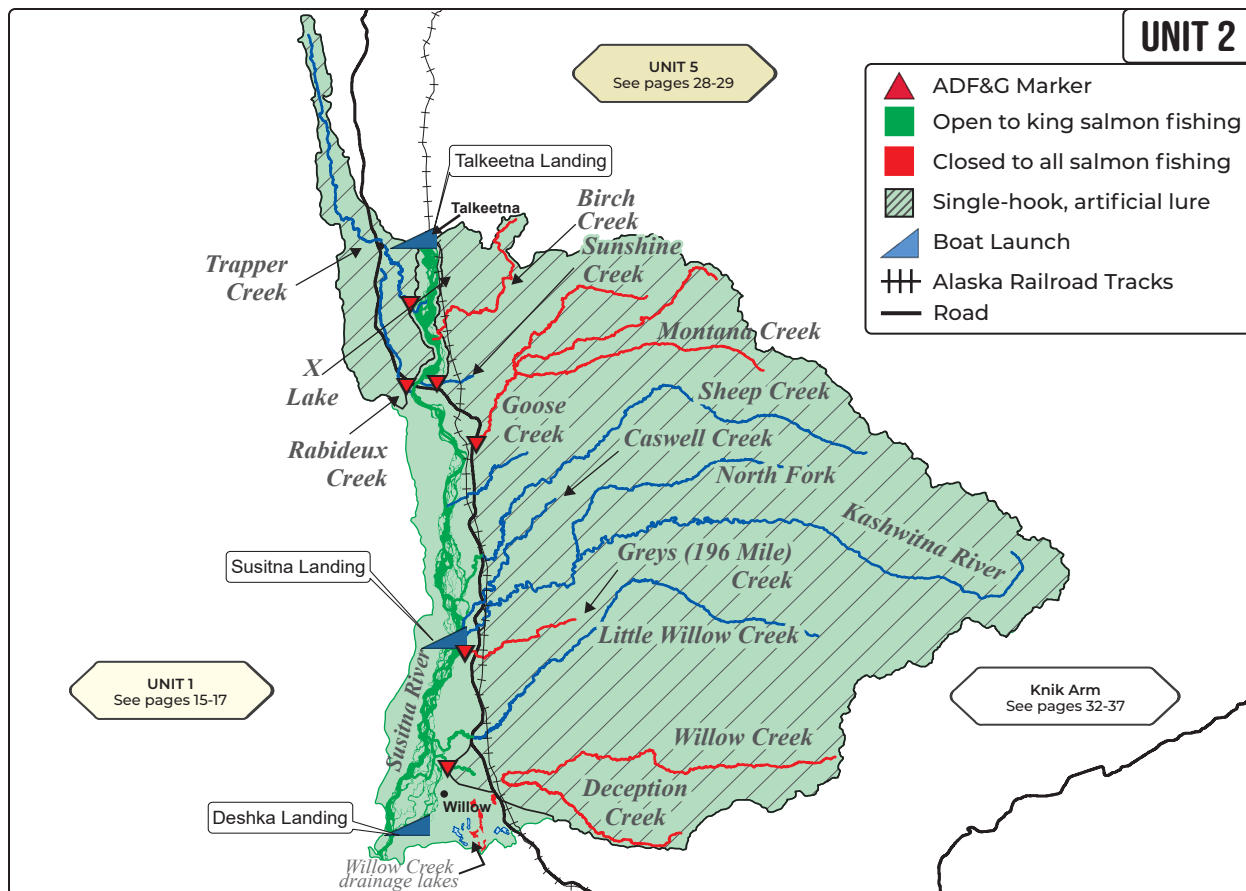 UNIT 2
UNIT 5
See pages 28-29
ADF&G Marker
Open to king salmon fishing
Closed to all salmon fishing
Single-hook, artificial lure
Boat Launch
Alaska Railroad Tracks
Road
Talkeetna Landing
Talkeetna
Birch
Creek
Sunshine
Creek
Trapper
Creek
Montana Creek
X
Lake
Sheep Creek
Goose
Creek
Caswell Creek
Rabideux
Creek
North Fork
Kashwitna River
Greys (196 Mile)
Creek
Susitna Landing
Little Willow Creek
UNIT 1
See pages 15-17
Susitna River
Knik Arm
See pages 32-37
Willow Creek
Deception
Creek
Willow
Deshka Landing
Willow Creek
drainage lakes